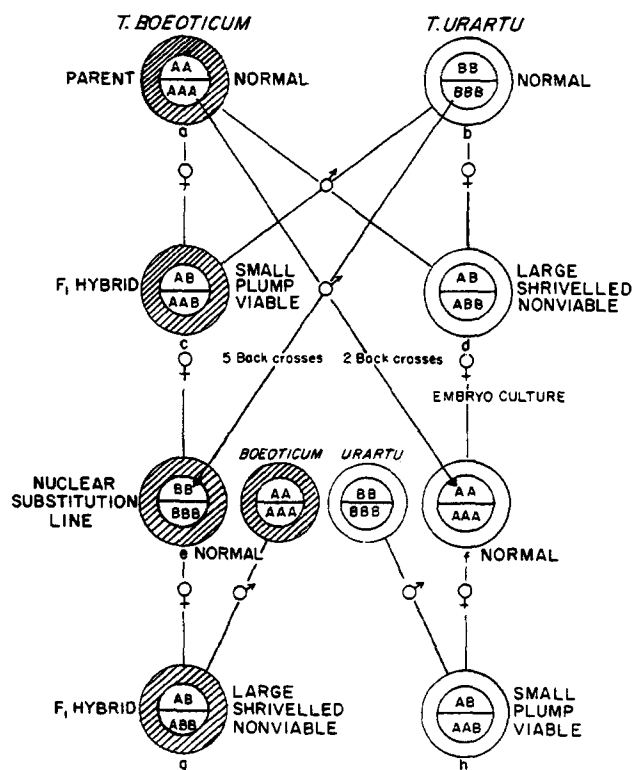 T. BOEOTICUM T. URARTU
PARENT AA AAA NORMAL BB BBB NORMAL
a b
♀ ♂ ♀
F₁ HYBRID AB AAB SMALL PLUMP VIABLE AB ABB LARGE SHRIVELLED NONVIABLE
c ♂ d
♀ 5 Back crosses 2 Back crosses ♀
EMBRYO CULTURE
BOEOTICUM URARTU
NUCLEAR SUBSTITUTION LINE BB BBB AA AAA BB BBB AA AAA
e NORMAL f NORMAL
♀ ♂ ♂ ♀
F₁ HYBRID AB ABB LARGE SHRIVELLED NONVIABLE AB AAB SMALL PLUMP VIABLE
g h